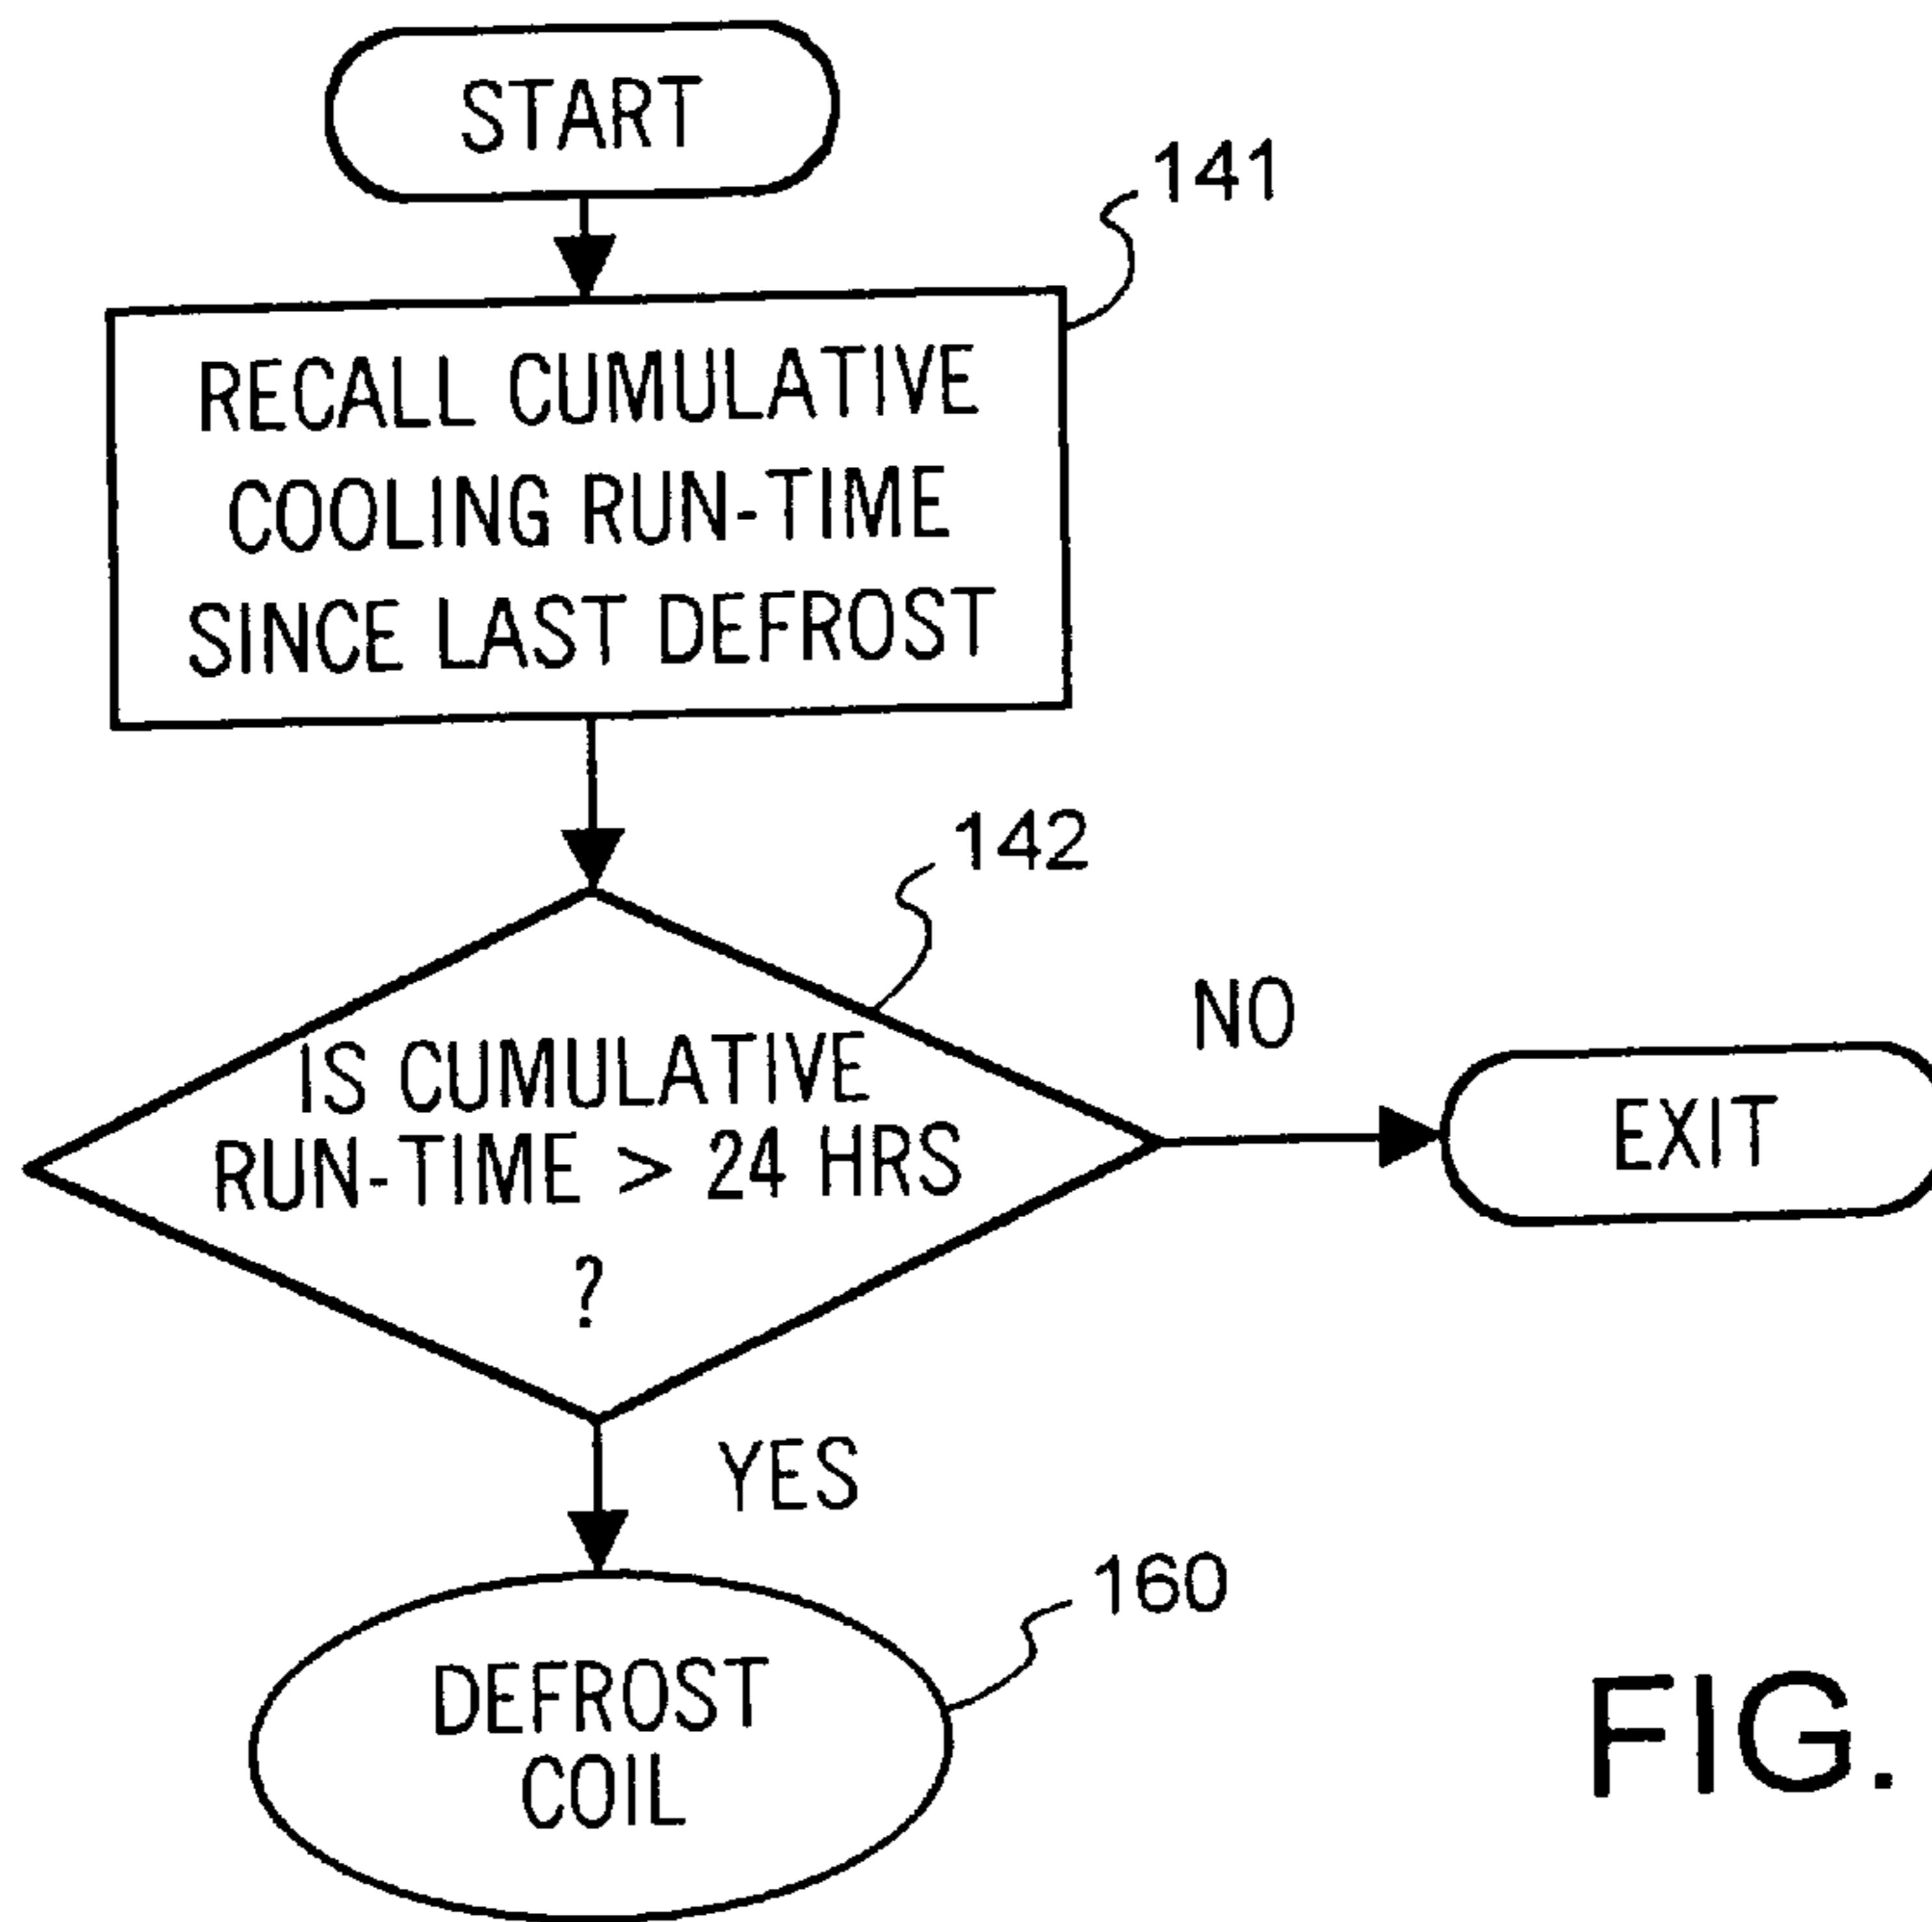 START
141
RECALL CUMULATIVE
COOLING RUN-TIME
SINCE LAST DEFROST
142
IS CUMULATIVE
RUN-TIME > 24 HRS
?
NO
EXIT
YES
160
DEFROST
COIL
FIG.